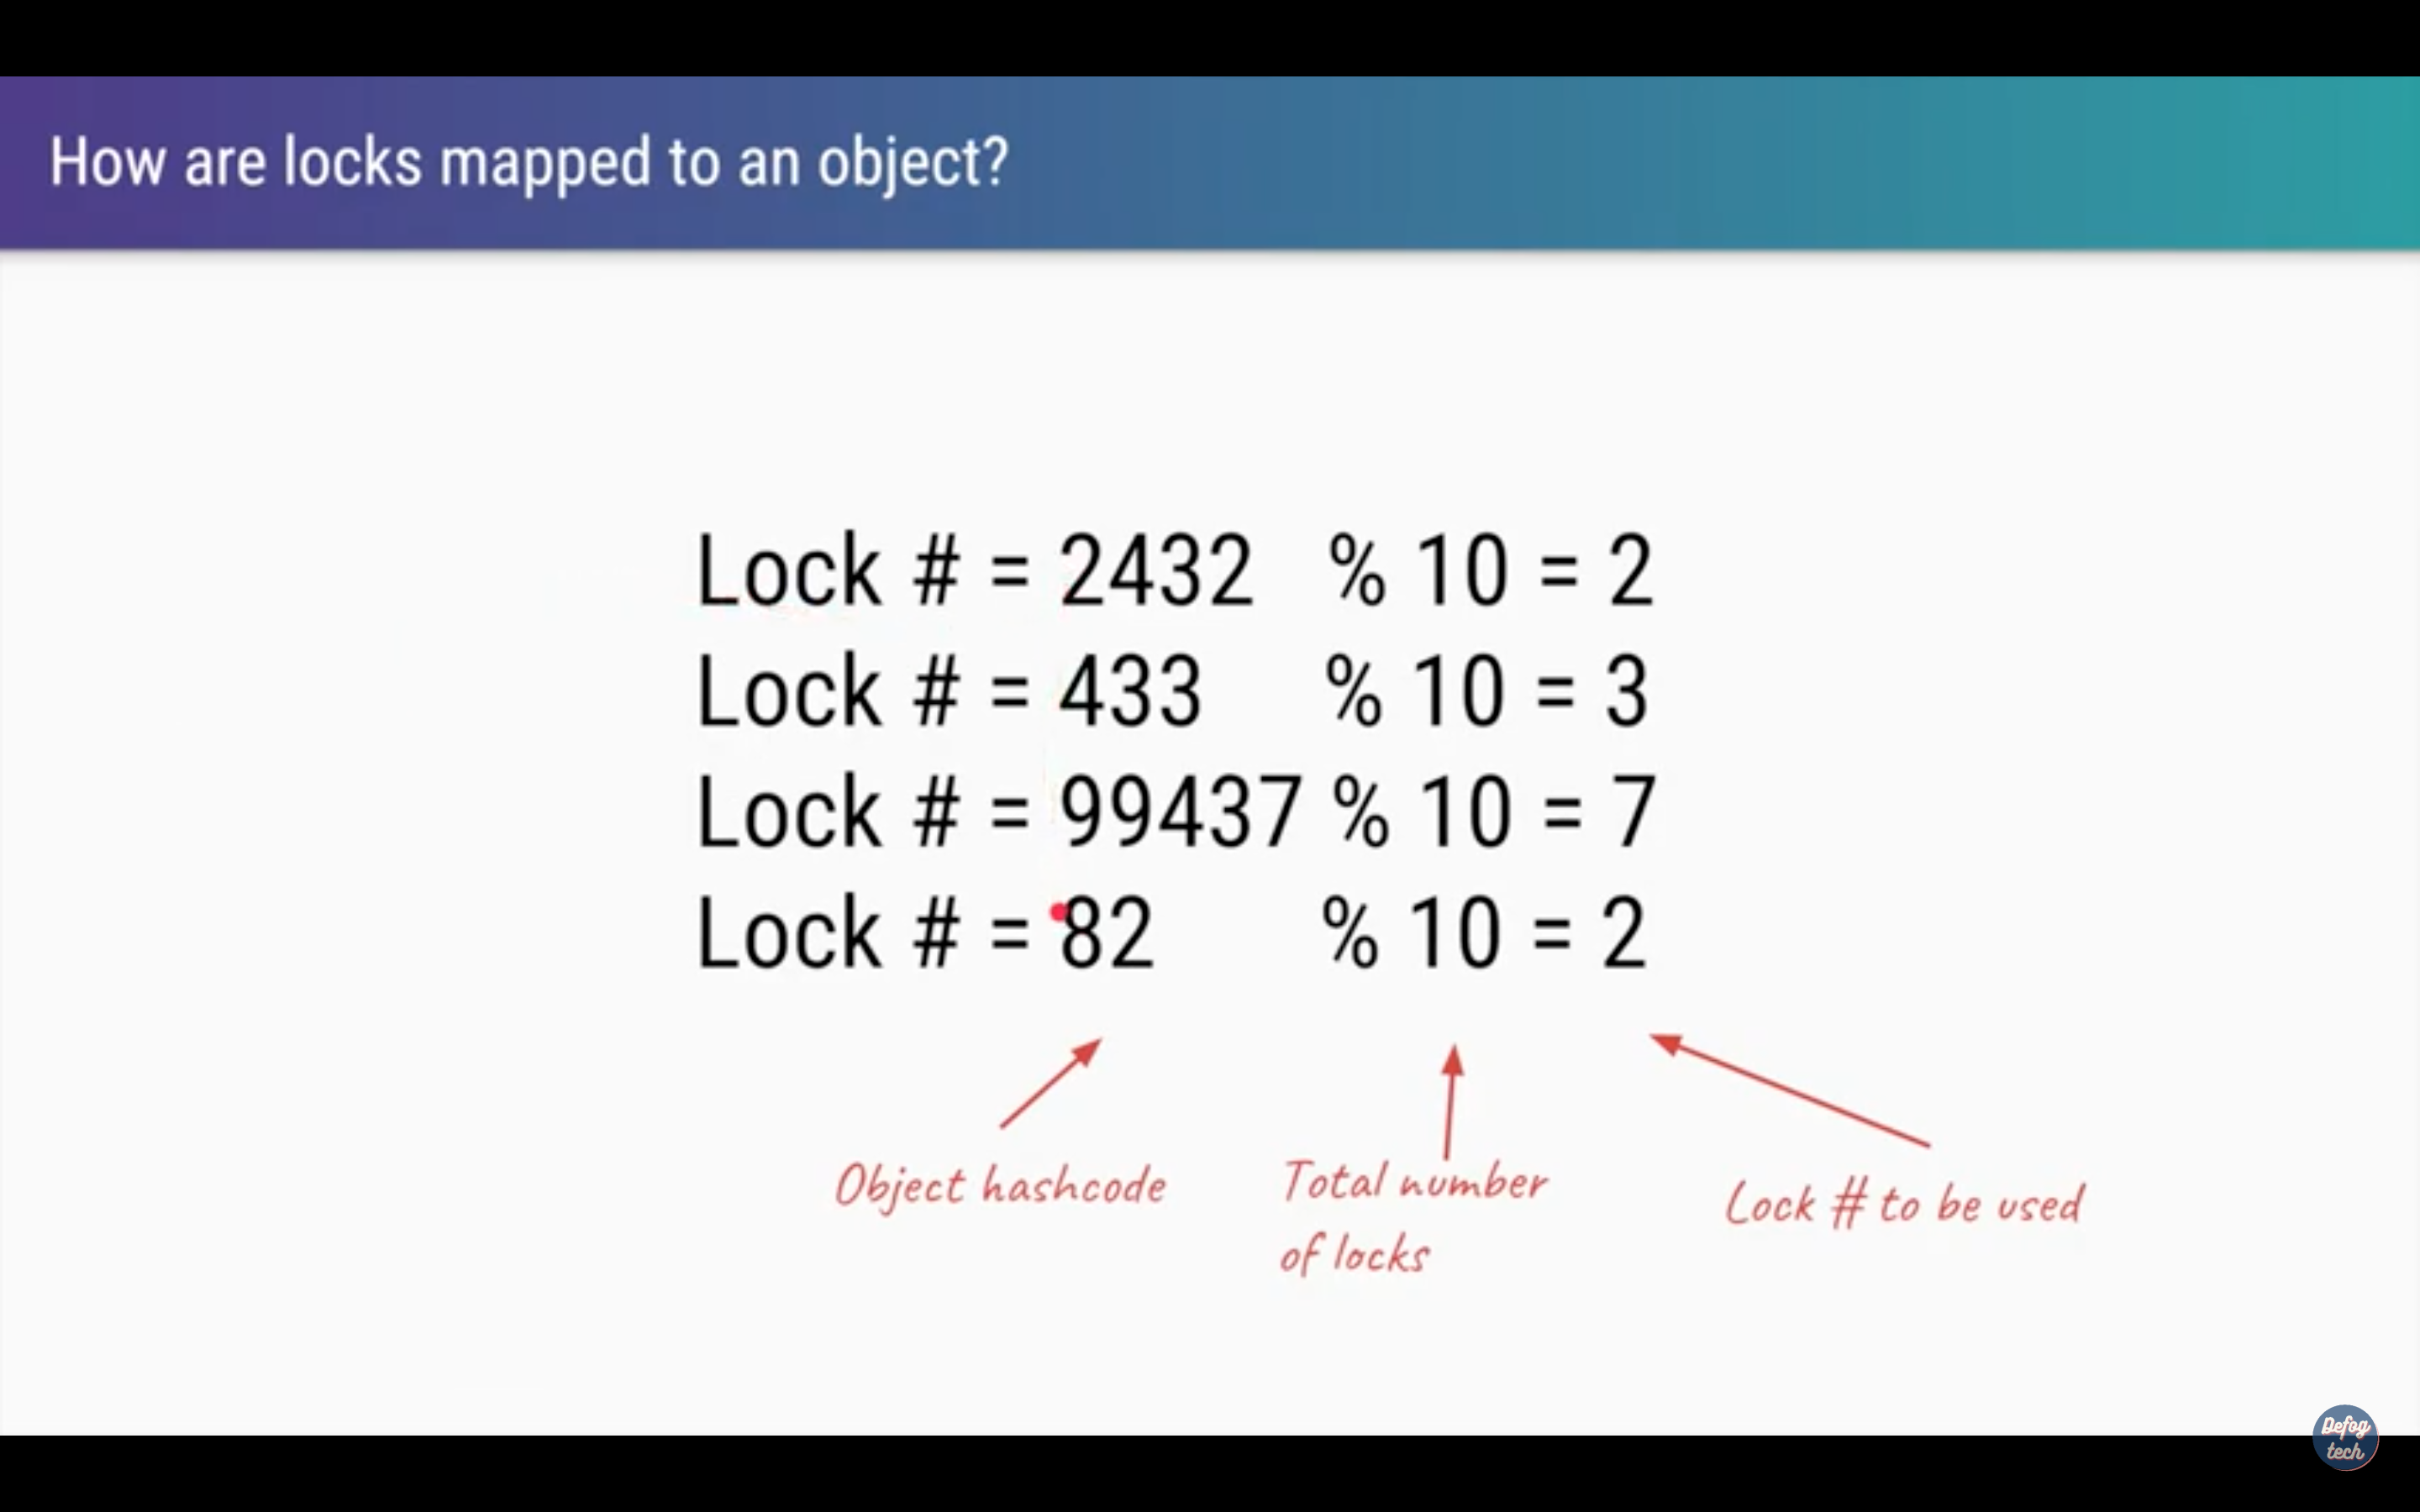 How are locks mapped to an object?
Lock # = 2432 % 10 = 2
Lock # = 433 % 10 = 3
Lock # = 99437 % 10 = 7
Lock # = 82 % 10 = 2
Object hashcode
Total number
of locks
Lock # to be used
Defog
tech